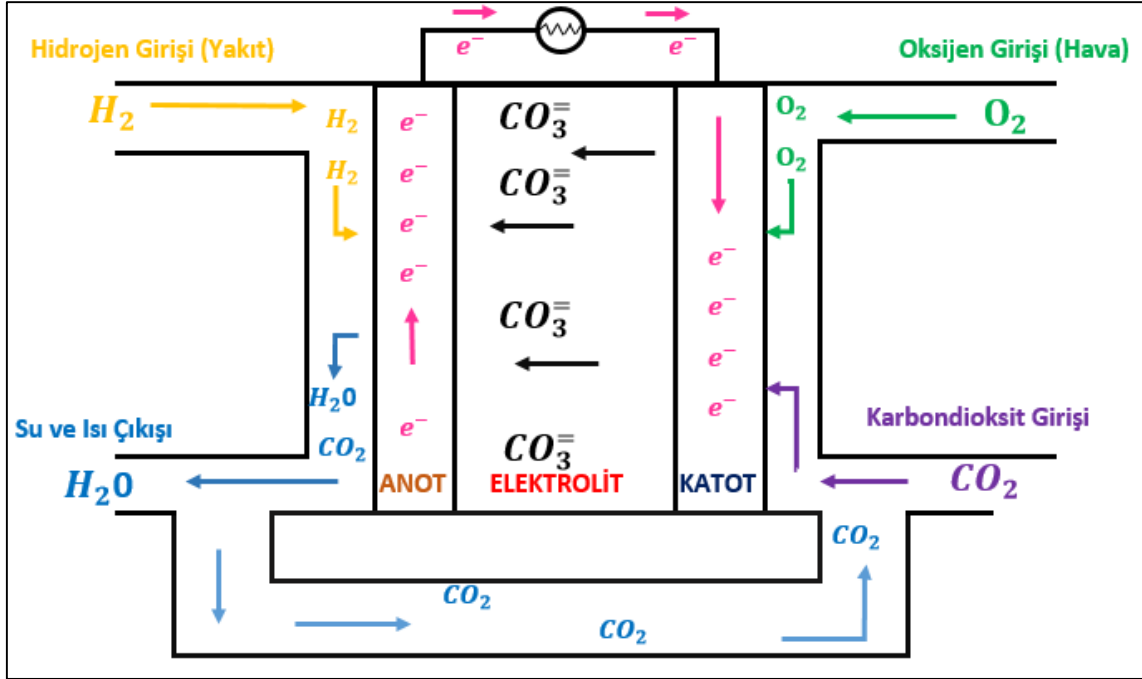 e⁻ e⁻
Hidrojen Girişi (Yakıt)
Oksijen Girişi (Hava)
H₂ H₂ e⁻ CO₃⁼ O₂ O₂
H₂ e⁻ CO₃⁼ O₂
e⁻
e⁻ e⁻
CO₃⁼ e⁻
e⁻
H₂0 e⁻
Su ve Isı Çıkışı CO₂ e⁻ CO₃⁼ Karbondioksit Girişi
H₂0 ANOT ELEKTROLİT KATOT CO₂
CO₂
CO₂
CO₂